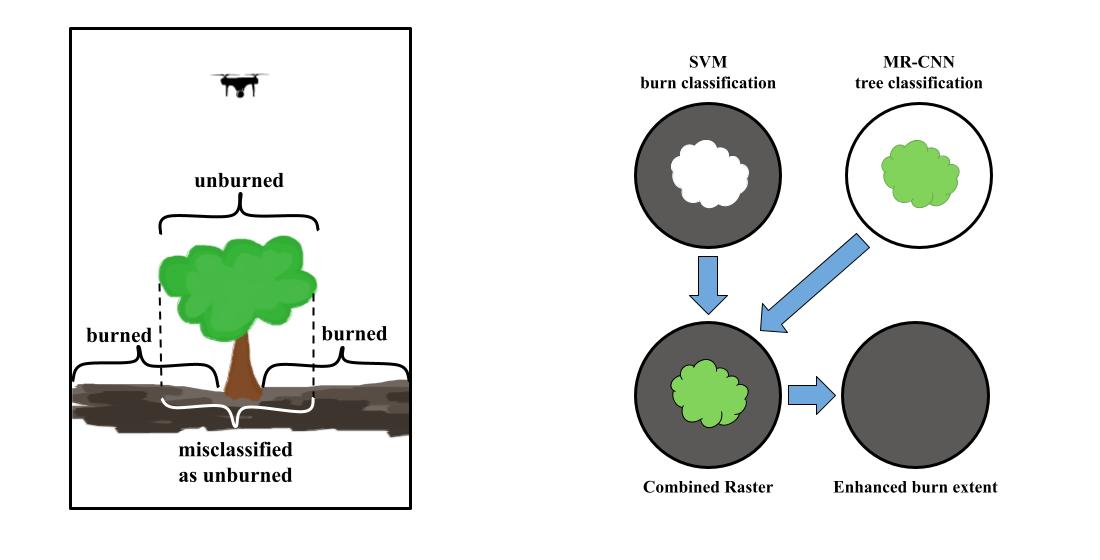 unburned
burned
burned
misclassified
as unburned
SVM
burn classification
MR-CNN
tree classification
Combined Raster
Enhanced burn extent